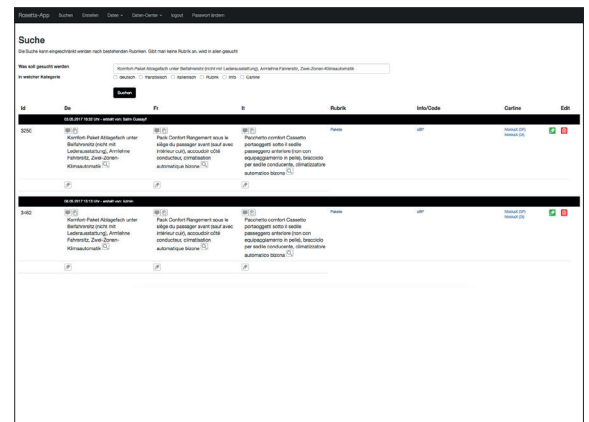 Rosetta-App Suchen Erstellen Daten Daten-Center logout Passwort ändern
Suche
Die Suche kann eingeschränkt werden nach bestehenden Rubriken. Gibt man keine Rubrik an, wird in allen gesucht
Was soll gesucht werden
Komfort-Paket Ablagefach unter Beifahrersitz (nicht mit Lederausstattung), Armlehne Fahrersitz, Zwei-Zonen-Klimaautomatik
In welcher Kategorie
deutsch französisch italienisch Rubrik Info Carline
Suchen
Id De Fr It Rubrik Info/Code Carline Edit
3250
Komfort-Paket Ablagefach unter
Beifahrersitz (nicht mit
Lederausstattung), Armlehne
Fahrersitz, Zwei-Zonen-
Klimaautomatik
Pack Confort Rangement sous le
siège du passager avant (sauf avec
intérieur cuir), accoudoir côté
conducteur, climatisation
automatique bizone
Pacchetto comfort Cassetto
portaoggetti sotto il sedile
passeggero anteriore (non con
equipaggiamento in pelle), bracciolo
per sedile conducente, climatizzatore
automatico bizona
Pakete
3462
Komfort-Paket Ablagefach unter
Beifahrersitz (nicht mit
Lederausstattung), Armlehne
Fahrersitz, Zwei-Zonen-
Klimaautomatik
Pack Confort Rangement sous le
siège du passager avant (sauf avec
intérieur cuir), accoudoir côté
conducteur, climatisation
automatique bizone
Pacchetto comfort Cassetto
portaoggetti sotto il sedile
passeggero anteriore (non con
equipaggiamento in pelle), bracciolo
per sedile conducente, climatizzatore
automatico bizona
Pakete